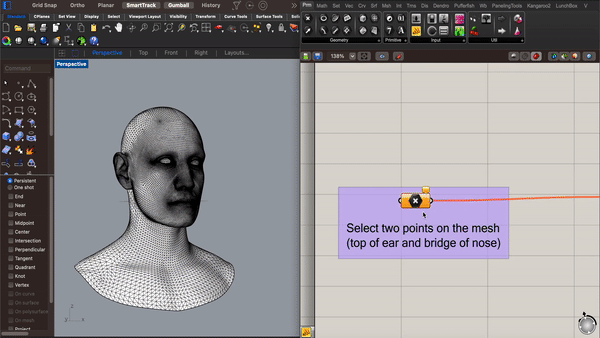 Grid Snap Ortho Planar SmartTrack Gumball History
Standard CPlanes Set View Display Select Viewport Layout Visibility Transform Curve Tools Surface Tools
Perspective Top Front Right Layouts...
Perspective
Command
Persistent
One shot
End
Near
Point
Midpoint
Center
Intersection
Perpendicular
Tangent
Quadrant
Knot
Vertex
On curve
On surface
On polysurface
On mesh
Project
Prm Math Set Vec Crv Srf Msh Int Trns Dis Dendro Pufferfish Wb PanelingTools Kangaroo2 LunchBox V
Geometry Primitive Input Util
138%
Select two points on the mesh
(top of ear and bridge of nose)